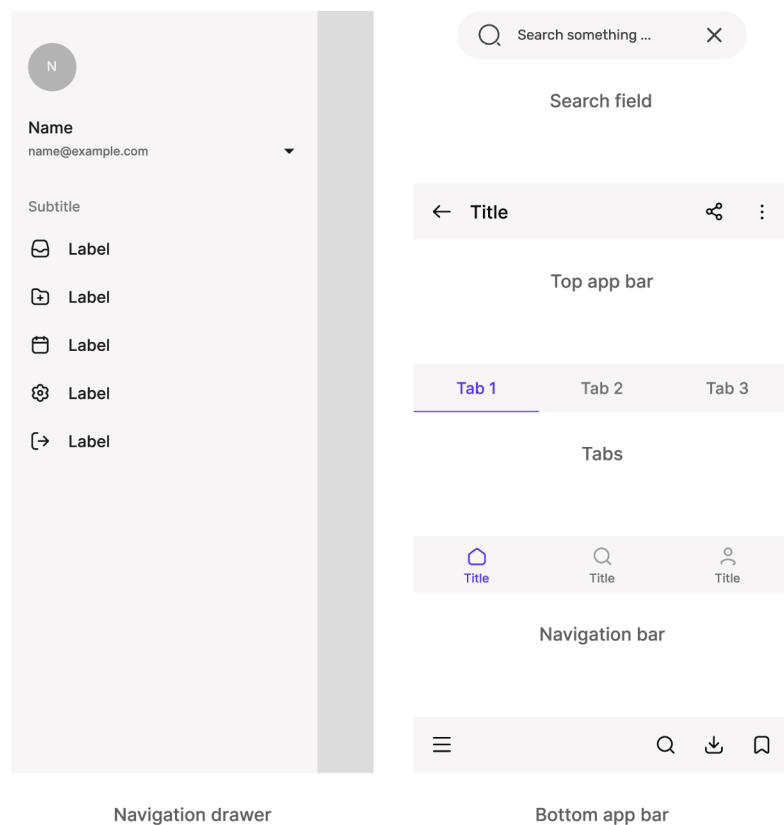 N
Name
name@example.com
Subtitle
Label
Label
Label
Label
Label
Navigation drawer
Search something ...
Search field
Title
Top app bar
Tab 1 Tab 2 Tab 3
Tabs
Title Title Title
Navigation bar
Bottom app bar